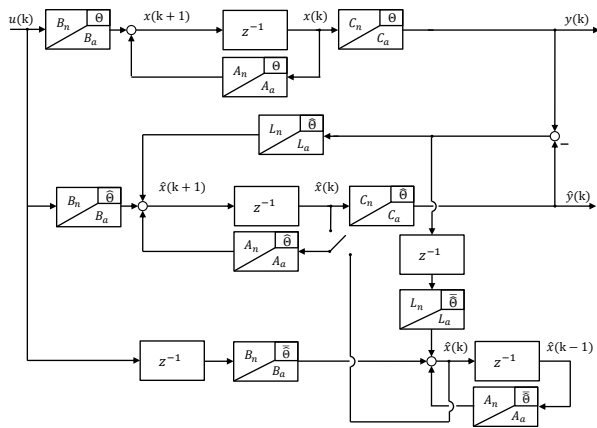 u(k) B_n Θ B_a x(k+1) z⁻¹ x(k) C_n Θ C_a y(k)
A_n Θ A_a
L_n Θ̂ L_a
−
B_n Θ̂ B_a x̂(k+1) z⁻¹ x̂(k) C_n Θ̂ C_a ŷ(k)
A_n Θ̂ A_a
z⁻¹
L_n L_a
z⁻¹ B_n B_a x̂(k) z⁻¹ x̂(k−1)
A_n A_a